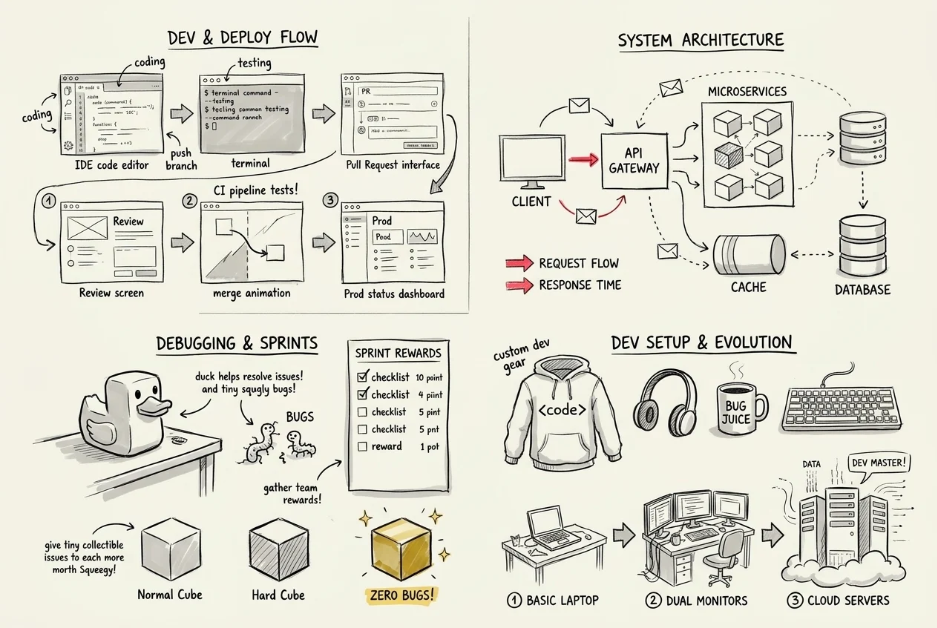 DEV & DEPLOY FLOW
coding
testing
coding
$ terminal command -
--testing
--command ranneh
$
PR
IDE code editor
push
branch
terminal
Pull Request interface
CI pipeline tests!
1
2
3
Review
Prod
Pood
Review screen
merge animation
Prod status dashboard
SYSTEM ARCHITECTURE
MICROSERVICES
API
GATEWAY
CLIENT
REQUEST FLOW
RESPONSE TIME
CACHE
DATABASE
DEBUGGING & SPRINTS
duck helps resolve issues!
and tiny squgly bugs!
BUGS
SPRINT REWARDS
checklist 10 point
checklist 4 piint
checklist 5 pint
checklist 5 pnt
reward 1 pot
gather team
rewards!
give tiny collectible
issues to each more
morth Squeegy!
Normal Cube
Hard Cube
ZERO BUGS!
DEV SETUP & EVOLUTION
custom dev
gear
<code>
BUG
JUICE
DATA
DEV MASTER!
1 BASIC LAPTOP
2 DUAL MONITORS
3 CLOUD SERVERS